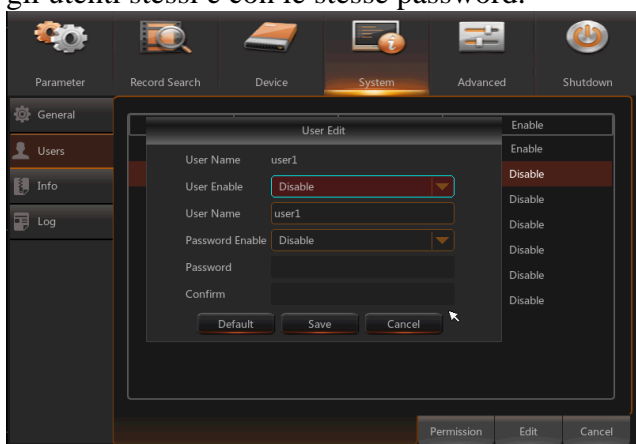 gli utenti stessi e con le stesse password.
Parameter Record Search Device System Advanced Shutdown
General
Users
Info
Log
User Edit
User Name user1
User Enable Disable
User Name user1
Password Enable Disable
Password
Confirm
Default Save Cancel
Enable
Enable
Disable
Disable
Disable
Disable
Disable
Disable
Permission Edit Cancel